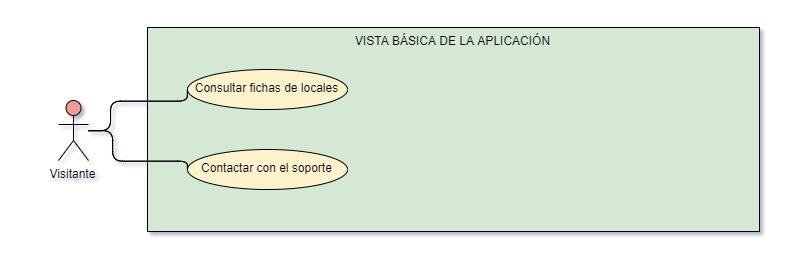 VISTA BÁSICA DE LA APLICACIÓN
Consultar fichas de locales
Visitante
Contactar con el soporte